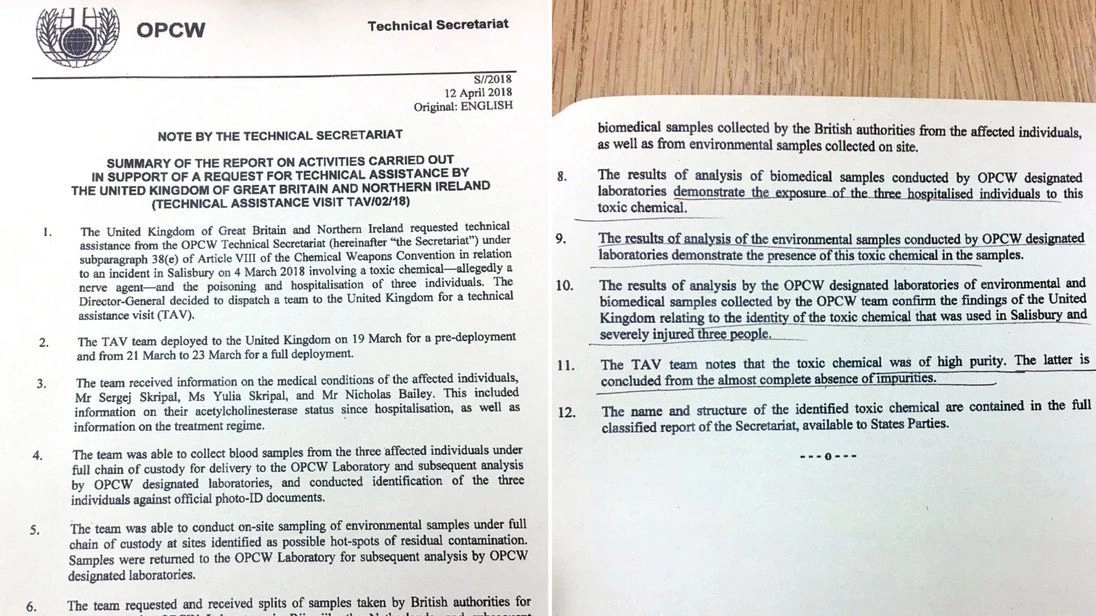 OPCW
Technical Secretariat
S//2018
12 April 2018
Original: ENGLISH
NOTE BY THE TECHNICAL SECRETARIAT
SUMMARY OF THE REPORT ON ACTIVITIES CARRIED OUT
IN SUPPORT OF A REQUEST FOR TECHNICAL ASSISTANCE BY
THE UNITED KINGDOM OF GREAT BRITAIN AND NORTHERN IRELAND
(TECHNICAL ASSISTANCE VISIT TAV/02/18)
1. The United Kingdom of Great Britain and Northern Ireland requested technical
assistance from the OPCW Technical Secretariat (hereinafter “the Secretariat”) under
subparagraph 38(e) of Article VIII of the Chemical Weapons Convention in relation
to an incident in Salisbury on 4 March 2018 involving a toxic chemical—allegedly a
nerve agent—and the poisoning and hospitalisation of three individuals. The
Director-General decided to dispatch a team to the United Kingdom for a technical
assistance visit (TAV).
2. The TAV team deployed to the United Kingdom on 19 March for a pre-deployment
and from 21 March to 23 March for a full deployment.
3. The team received information on the medical conditions of the affected individuals,
Mr Sergej Skripal, Ms Yulia Skripal, and Mr Nicholas Bailey. This included
information on their acetylcholinesterase status since hospitalisation, as well as
information on the treatment regime.
4. The team was able to collect blood samples from the three affected individuals under
full chain of custody for delivery to the OPCW Laboratory and subsequent analysis
by OPCW designated laboratories, and conducted identification of the three
individuals against official photo-ID documents.
5. The team was able to conduct on-site sampling of environmental samples under full
chain of custody at sites identified as possible hot-spots of residual contamination.
Samples were returned to the OPCW Laboratory for subsequent analysis by OPCW
designated laboratories.
6. The team requested and received splits of samples taken by British authorities for
biomedical samples collected by the British authorities from the affected individuals,
as well as from environmental samples collected on site.
8. The results of analysis of biomedical samples conducted by OPCW designated
laboratories demonstrate the exposure of the three hospitalised individuals to this
toxic chemical.
9. The results of analysis of the environmental samples conducted by OPCW designated
laboratories demonstrate the presence of this toxic chemical in the samples.
10. The results of analysis by the OPCW designated laboratories of environmental and
biomedical samples collected by the OPCW team confirm the findings of the United
Kingdom relating to the identity of the toxic chemical that was used in Salisbury and
severely injured three people.
11. The TAV team notes that the toxic chemical was of high purity. The latter is
concluded from the almost complete absence of impurities.
12. The name and structure of the identified toxic chemical are contained in the full
classified report of the Secretariat, available to States Parties.
---o---